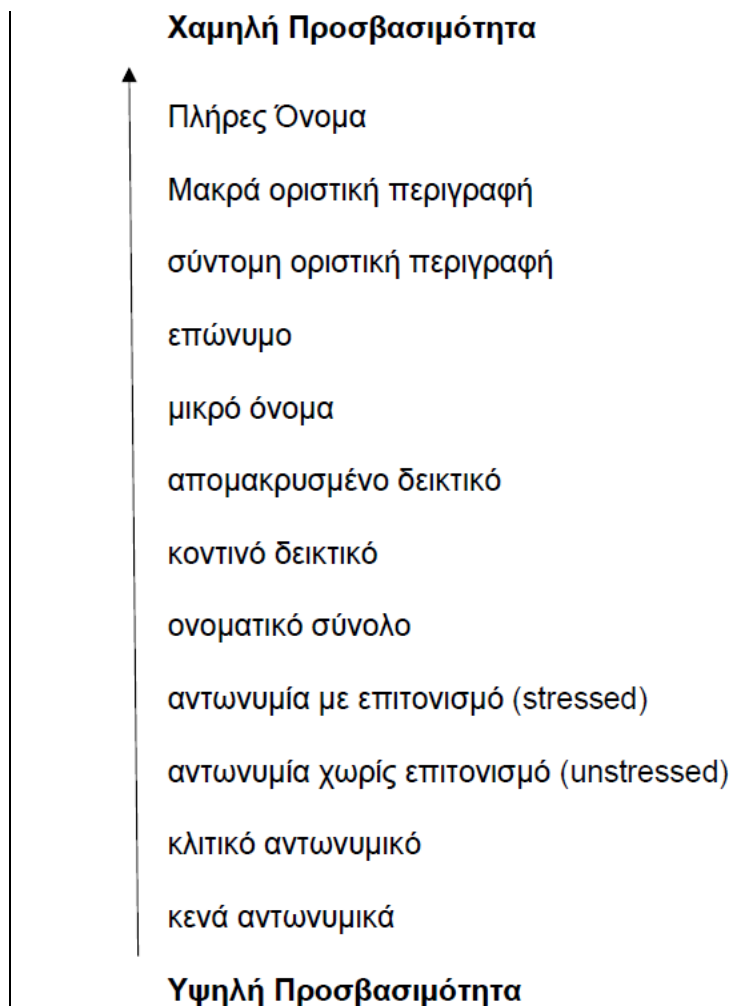 Χαμηλή Προσβασιμότητα
Πλήρες Όνομα
Μακρά οριστική περιγραφή
σύντομη οριστική περιγραφή
επώνυμο
μικρό όνομα
απομακρυσμένο δεικτικό
κοντινό δεικτικό
ονοματικό σύνολο
αντωνυμία με επιτονισμό (stressed)
αντωνυμία χωρίς επιτονισμό (unstressed)
κλιτικό αντωνυμικό
κενά αντωνυμικά
Υψηλή Προσβασιμότητα